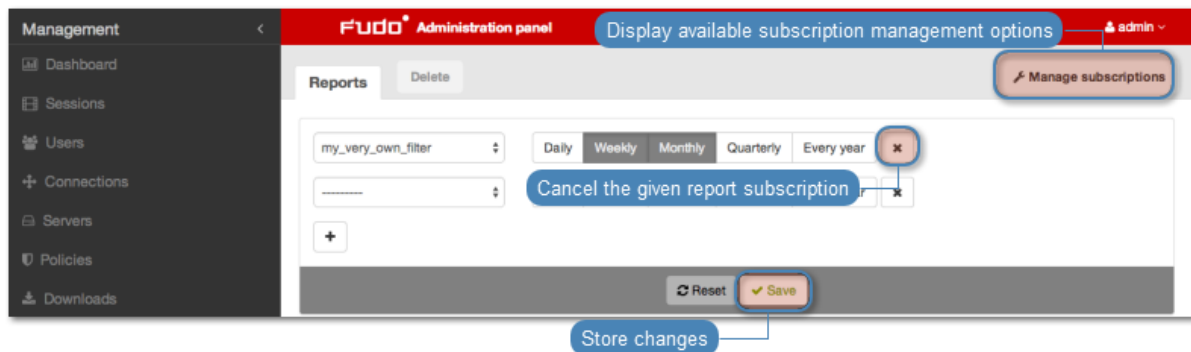 Management
FUDO Administration panel
Display available subscription management options
admin
Dashboard
Reports
Delete
Manage subscriptions
Sessions
Users
my_very_own_filter
Daily
Weekly
Monthly
Quarterly
Every year
Connections
---------
Cancel the given report subscription
Servers
Policies
Downloads
Reset
Save
Store changes